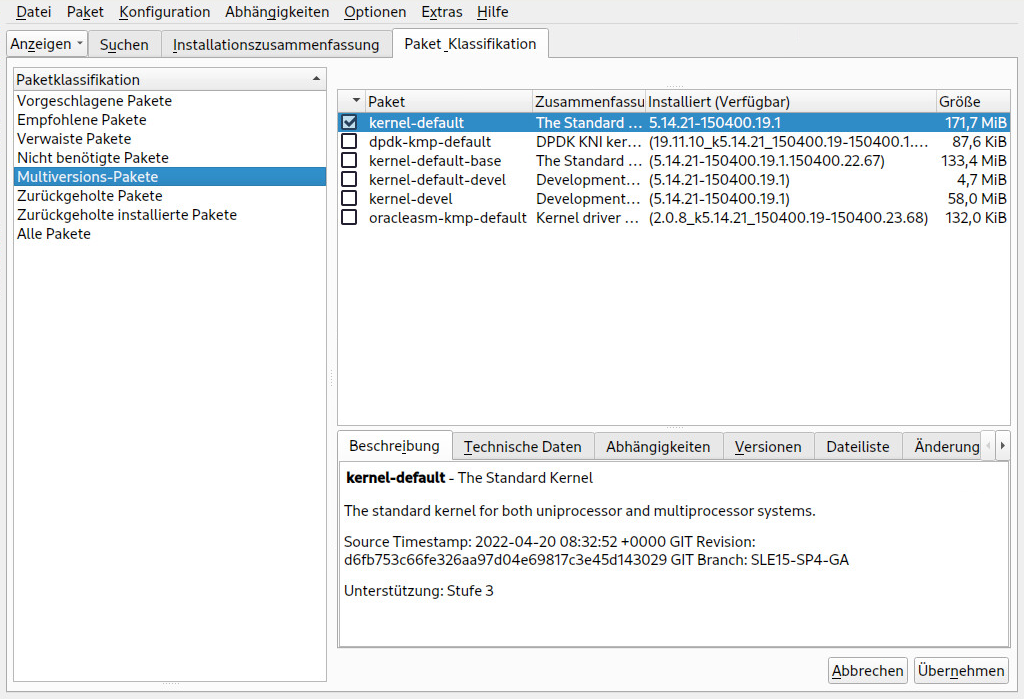 Datei Paket Konfiguration Abhängigkeiten Optionen Extras Hilfe
Anzeigen Suchen Installationszusammenfassung Paket_Klassifikation
Paketklassifikation
Vorgeschlagene Pakete
Empfohlene Pakete
Verwaiste Pakete
Nicht benötigte Pakete
Multiversions-Pakete
Zurückgeholte Pakete
Zurückgeholte installierte Pakete
Alle Pakete
Paket Zusammenfassu Installiert (Verfügbar) Größe
kernel-default The Standard ... 5.14.21-150400.19.1 171,7 MiB
dpdk-kmp-default DPDK KNI ker... (19.11.10_k5.14.21_150400.19-150400.1.... 87,6 KiB
kernel-default-base The Standard ... (5.14.21-150400.19.1.150400.22.67) 133,4 MiB
kernel-default-devel Development... (5.14.21-150400.19.1) 4,7 MiB
kernel-devel Development... (5.14.21-150400.19.1) 58,0 MiB
oracleasm-kmp-default Kernel driver ... (2.0.8_k5.14.21_150400.19-150400.23.68) 132,0 KiB
Beschreibung Technische Daten Abhängigkeiten Versionen Dateiliste Änderung
kernel-default - The Standard Kernel
The standard kernel for both uniprocessor and multiprocessor systems.
Source Timestamp: 2022-04-20 08:32:52 +0000 GIT Revision:
d6fb753c66fe326aa97d04e69817c3e45d143029 GIT Branch: SLE15-SP4-GA
Unterstützung: Stufe 3
Abbrechen Übernehmen